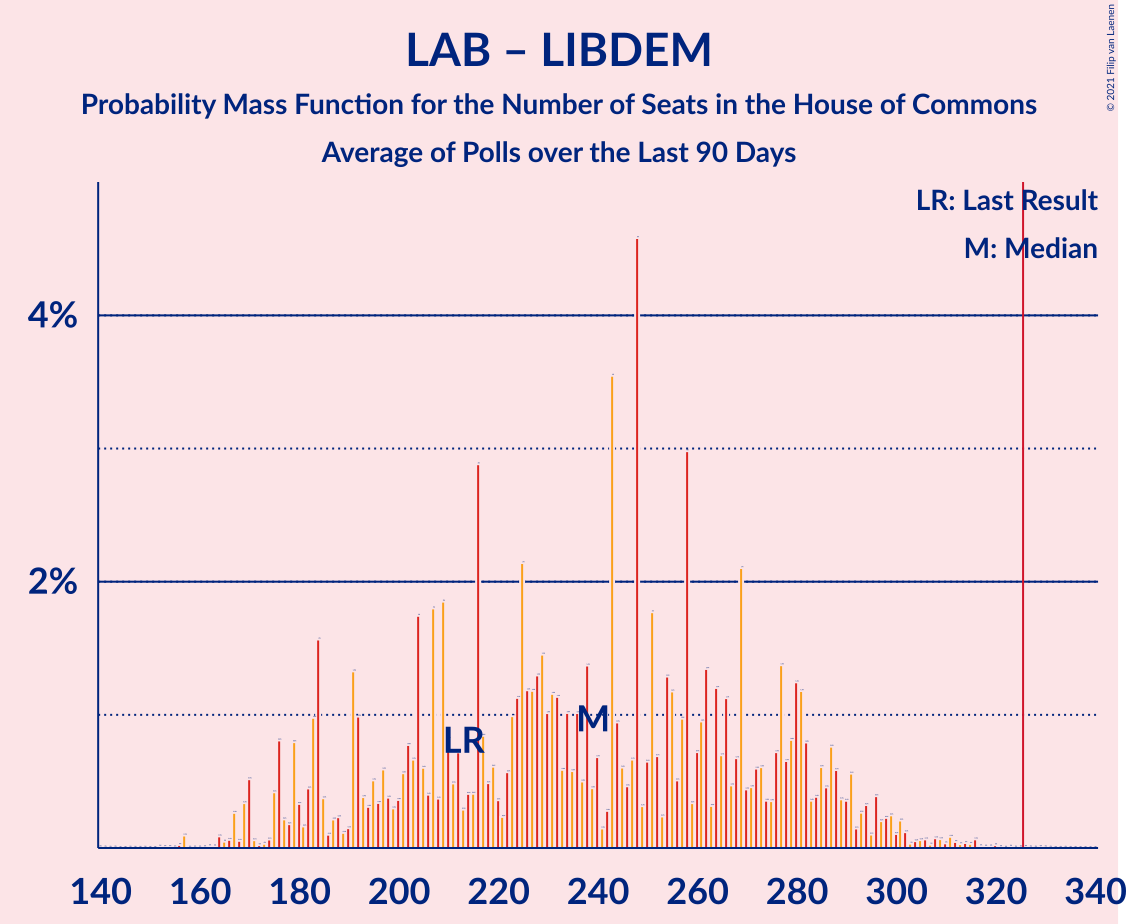 LAB – LIBDEM
Probability Mass Function for the Number of Seats in the House of Commons
Average of Polls over the Last 90 Days
© 2021 Filip van Laenen
LR: Last Result
M: Median
4%
2%
LR
M
140 160 180 200 220 240 260 280 300 320 340